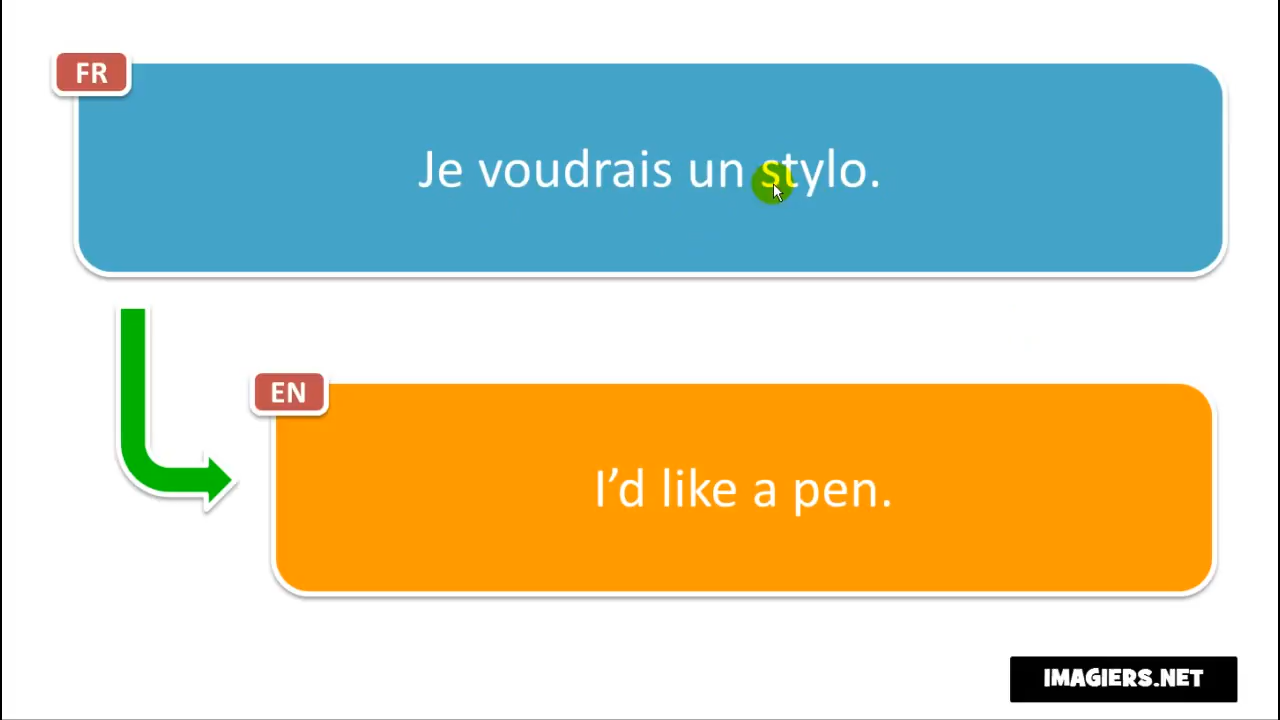 FR
Je voudrais un stylo.
EN
I’d like a pen.
IMAGIERS.NET